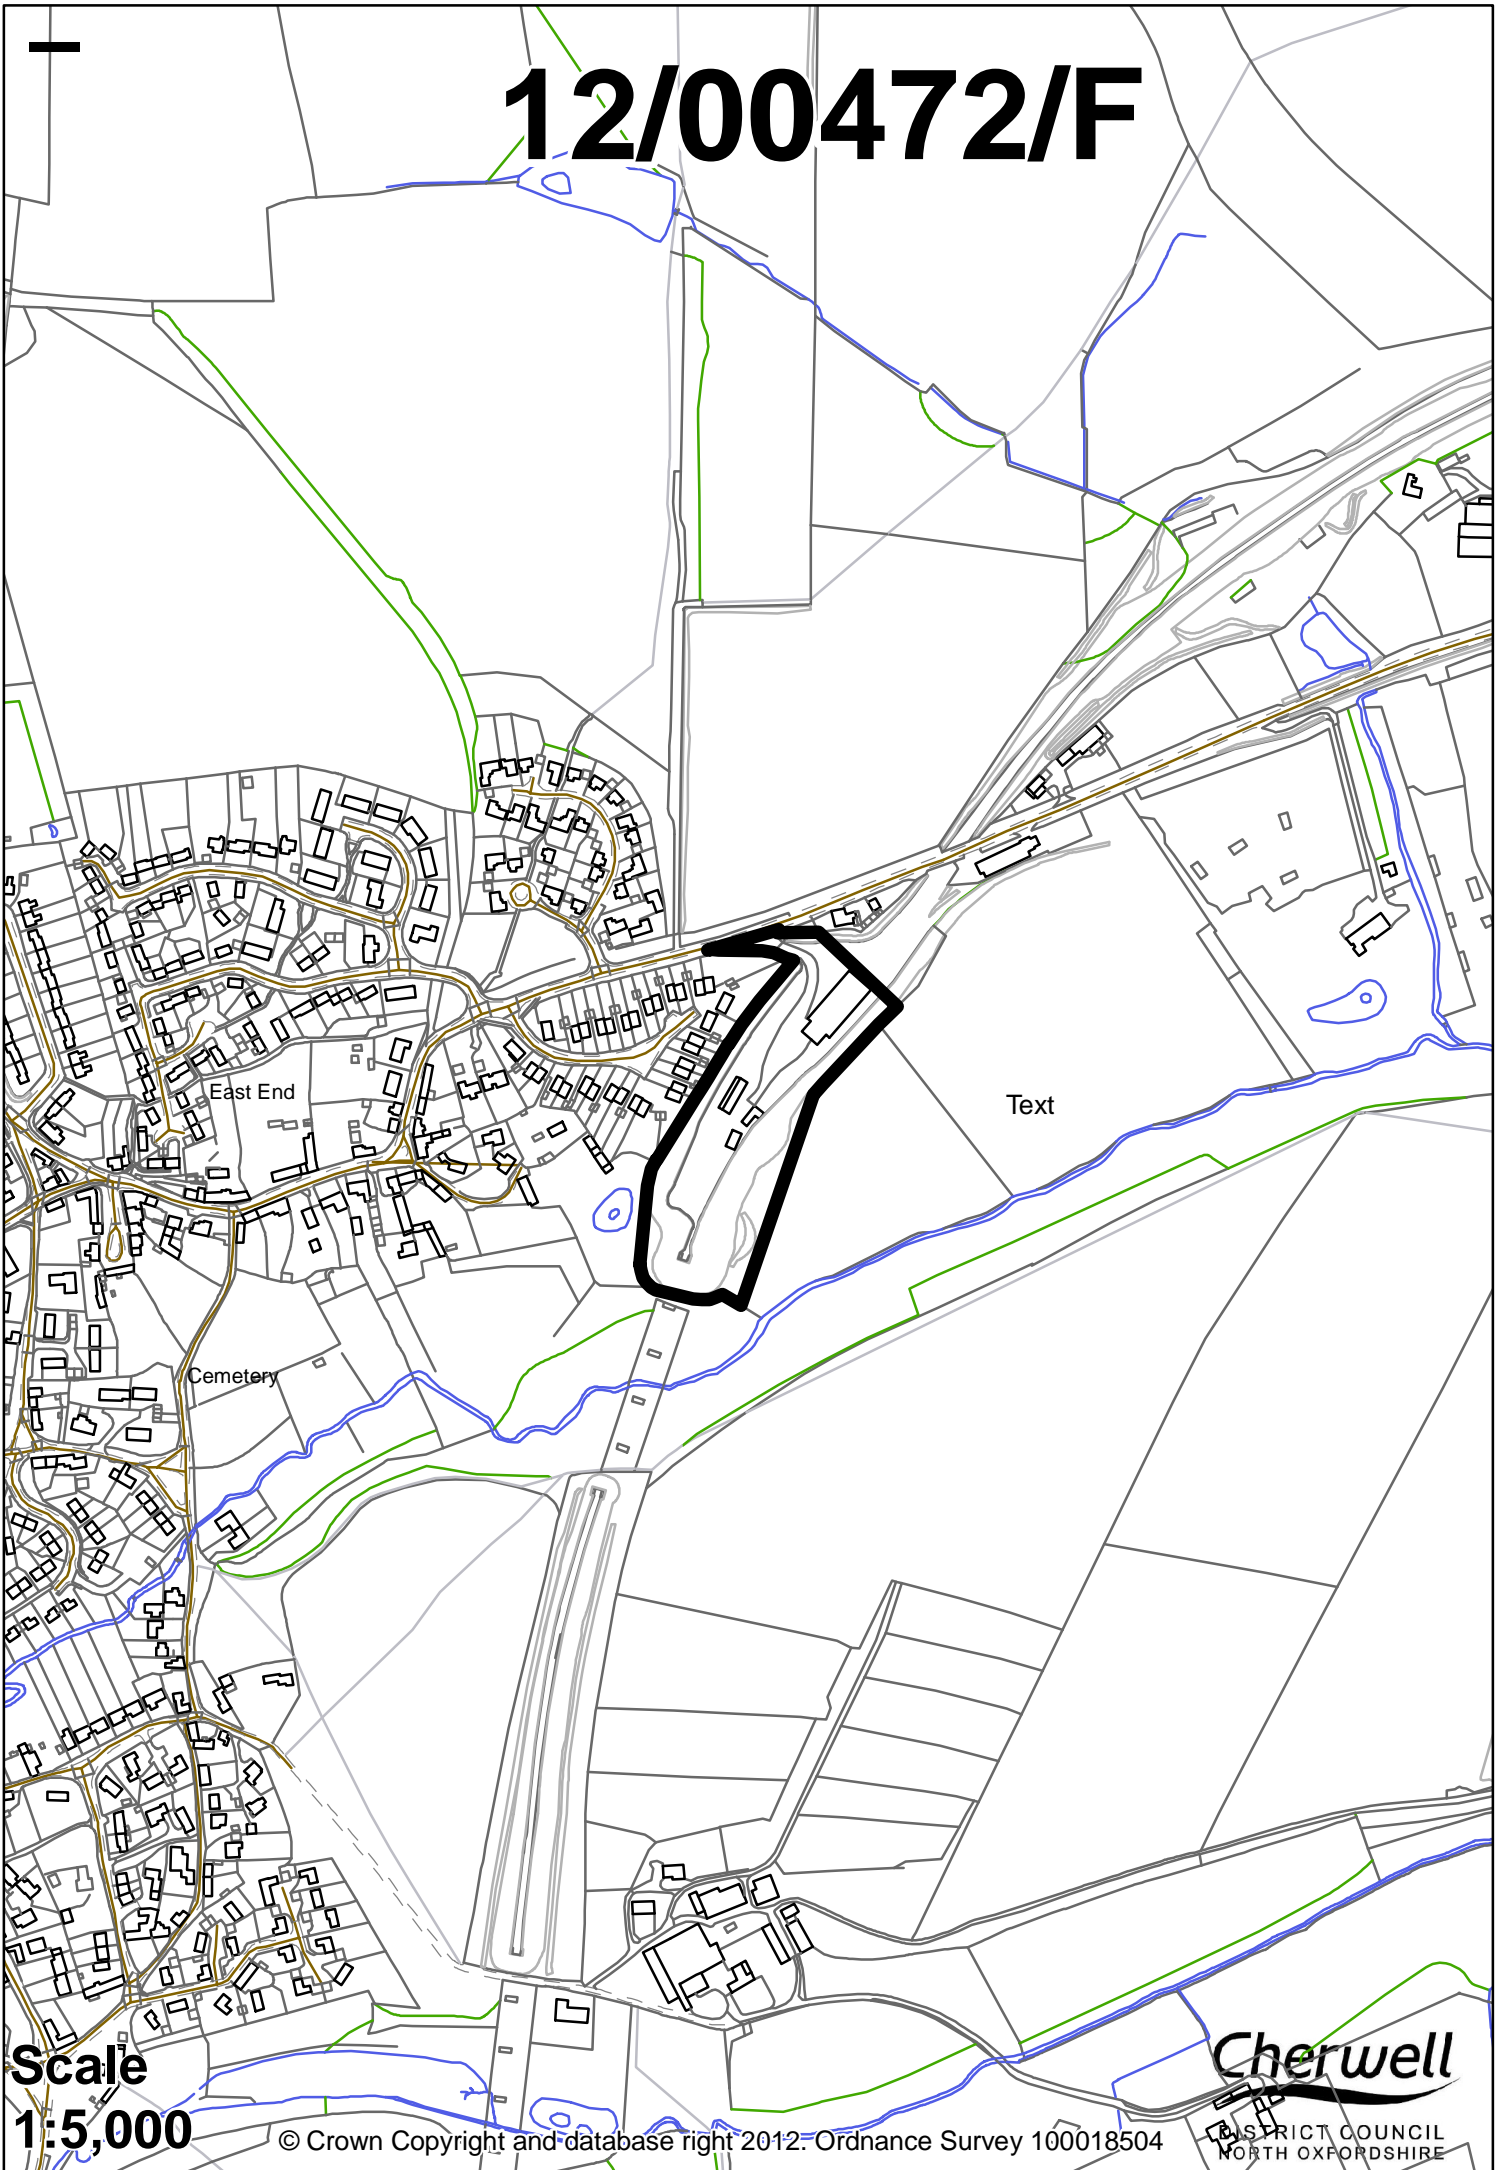 12/00472/F
East End
Text
Cemetery
Scale
1:5,000
© Crown Copyright and database right 2012. Ordnance Survey 100018504
Cherwell
DISTRICT COUNCIL
NORTH OXFORDSHIRE